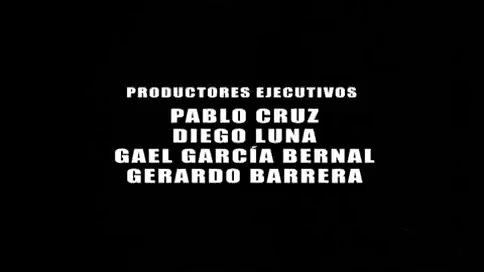 PRODUCTORES EJECUTIVOS
PABLO CRUZ
DIEGO LUNA
GAEL GARCÍA BERNAL
GERARDO BARRERA